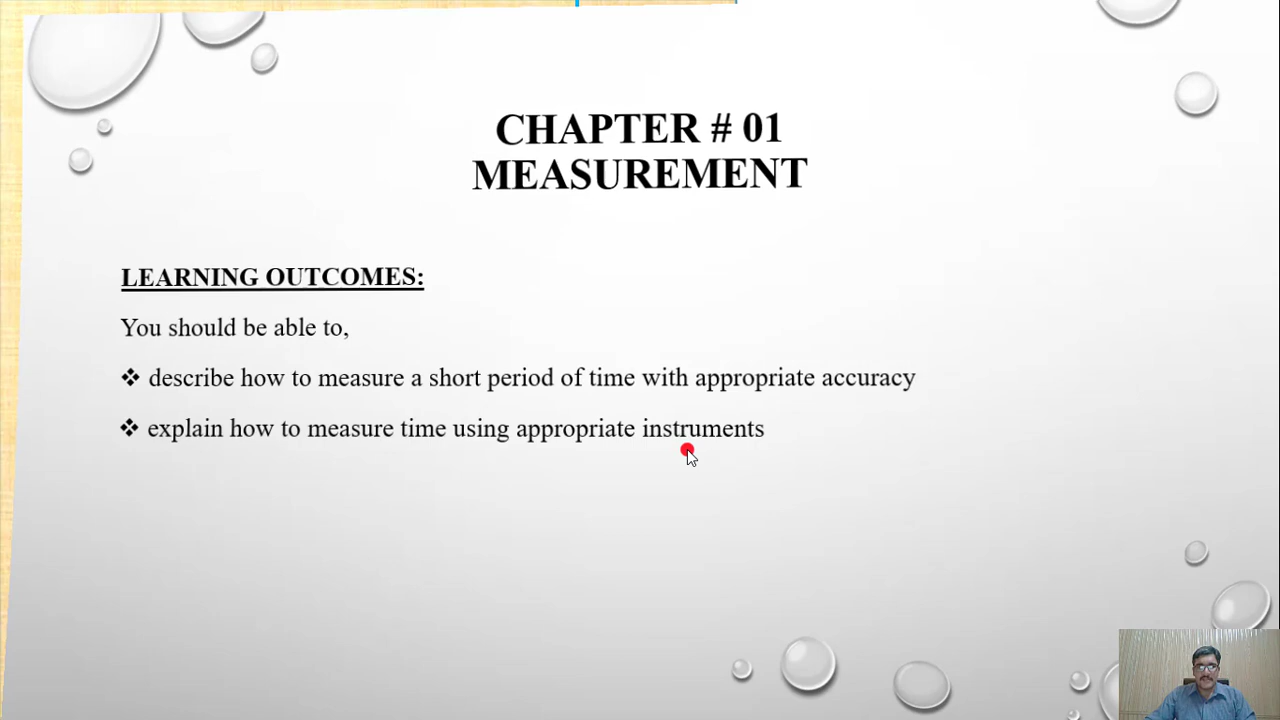 CHAPTER # 01
MEASUREMENT
LEARNING OUTCOMES:
You should be able to,
❖ describe how to measure a short period of time with appropriate accuracy
❖ explain how to measure time using appropriate instruments